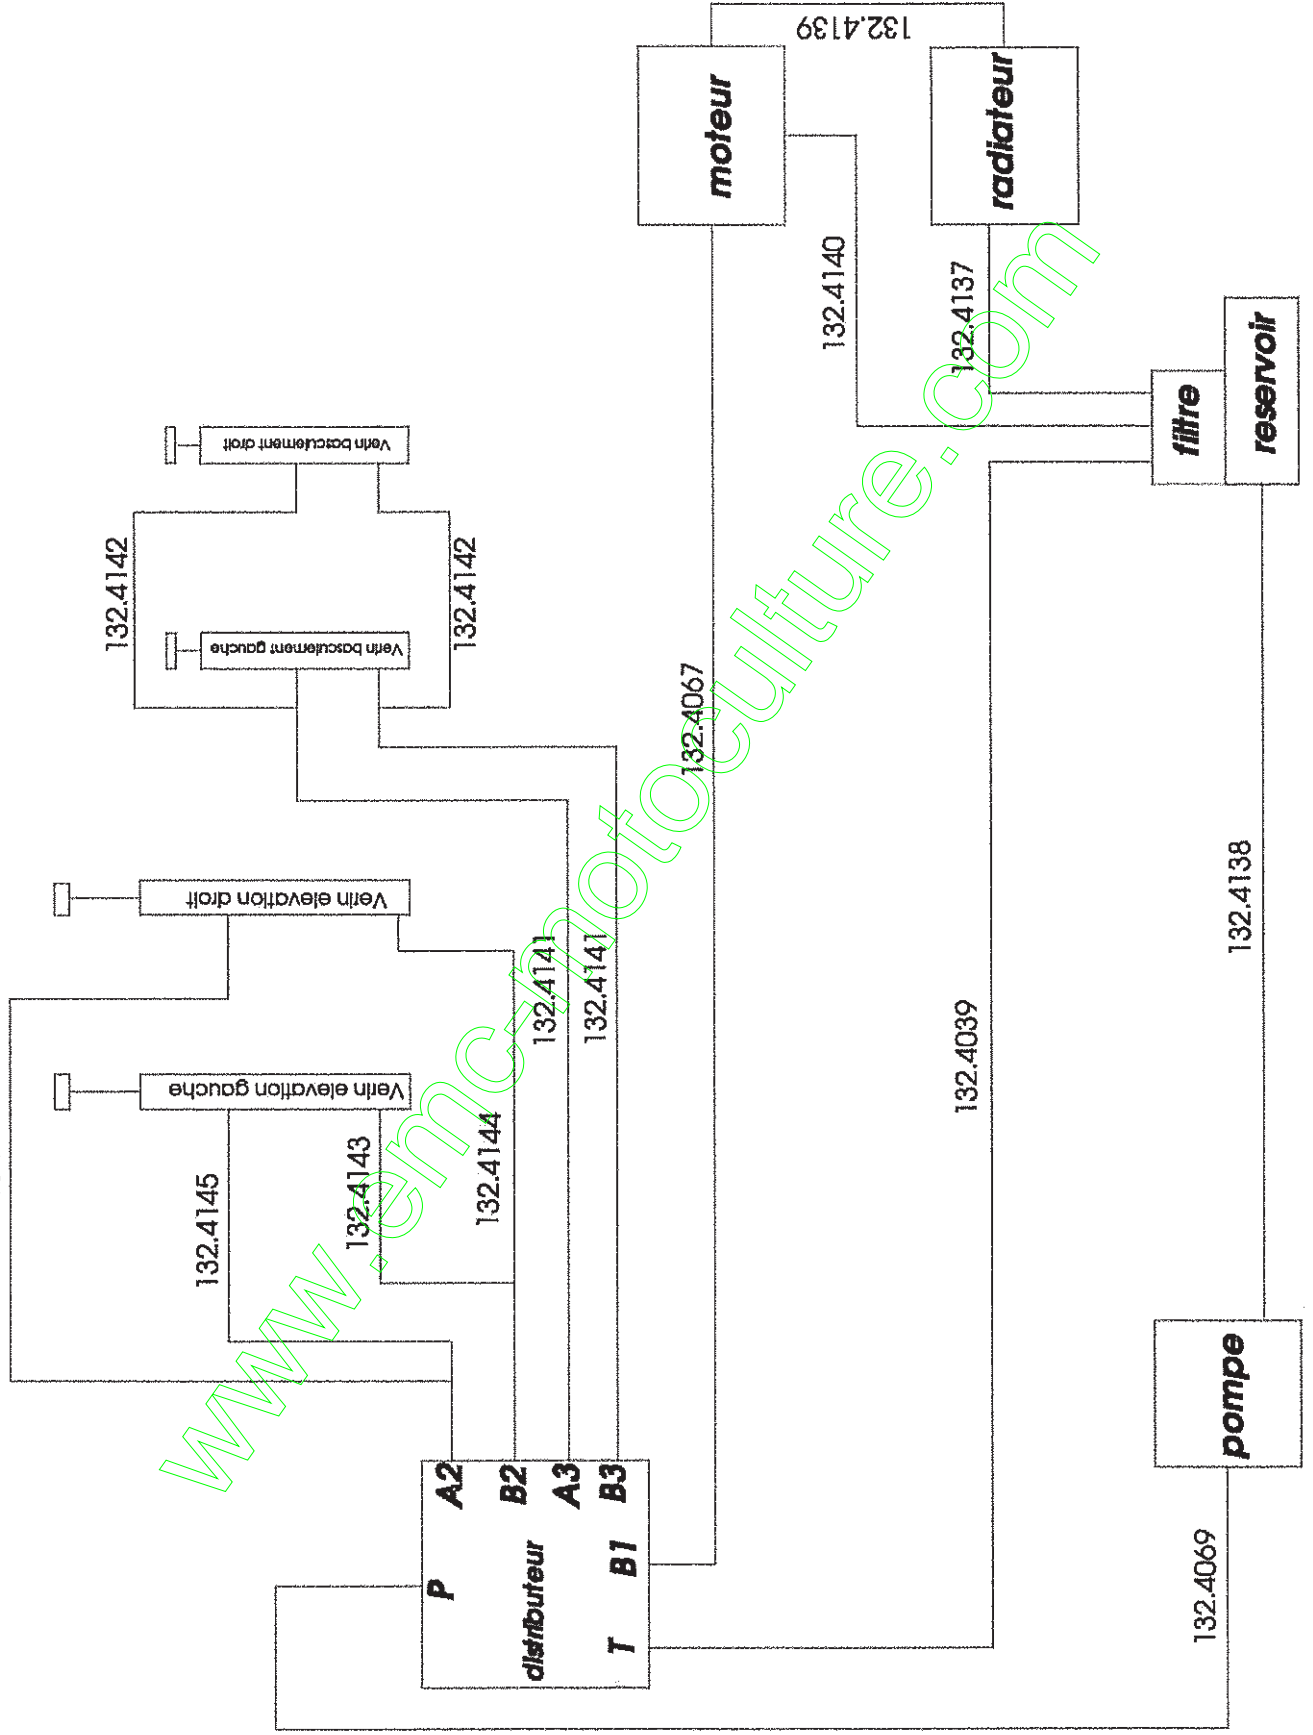 132.4139
moteur
radiateur
132.4140
132.4137
filtre
reservoir
Verin basculement droit
132.4142
132.4142
Verin basculement gauche
132.4067
Verin elevation droit
132.4141
132.4141
132.4138
132.4039
Verin elevation gauche
132.4145
132.4143
132.4144
A2
B2
A3
B3
P
distributeur
B1
T
pompe
132.4069
www.emc-motoculture.com